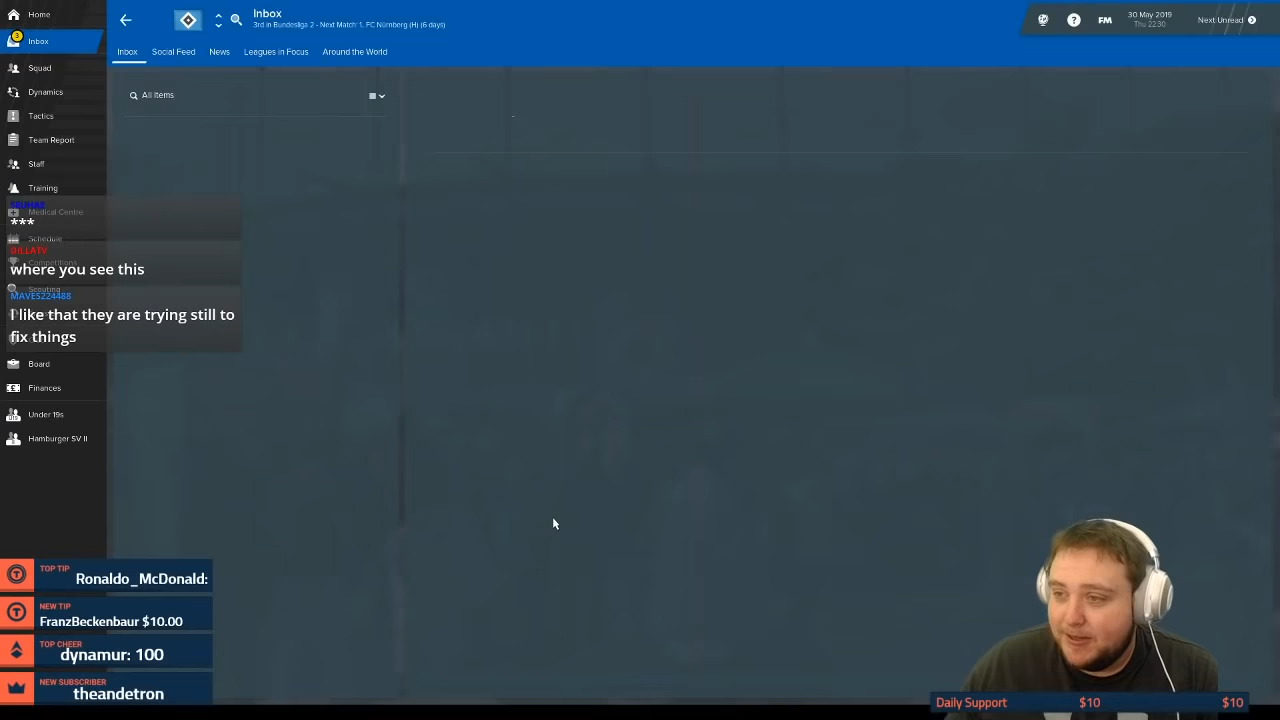 Home
Inbox
3rd in Bundesliga 2 - Next Match 1. FC Nürnberg (H) (6 days)
FM
30 May 2019
Thu 22:30
Next Unread
3
Inbox
Inbox
Social Feed
News
Leagues in Focus
Around the World
Squad
Dynamics
Tactics
Team Report
Staff
Training
Medical Centre
Schedule
Competitions
Scouting
Board
Finances
Under 19s
Hamburger SV II
All Items
***
DILLATV
where you see this
MAVES224488
I like that they are trying still to
fix things
TOP TIP
Ronaldo_McDonald:
NEW TIP
FranzBeckenbaur $10.00
TOP CHEER
dynamur: 100
NEW SUBSCRIBER
theandetron
Daily Support
$10
$10